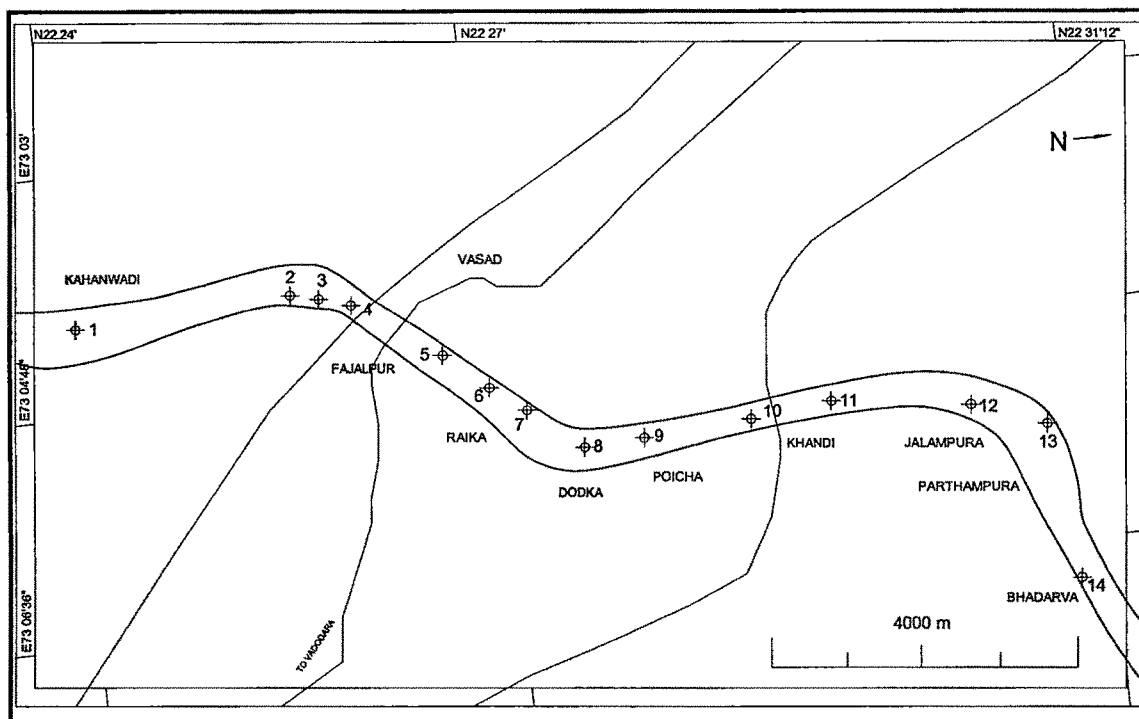 N22 24'
N22 27'
N22 31'12"
E73 03'
N
VASAD
KAHANWADI
2
3
1
4
5
E73 04'48"
FAJALPUR
6
7
RAIKA
8
9
10
11
12
13
KHANDI
JALAMPURA
POICHA
DODKA
PARTHAMPURA
14
BHADARVA
E73 06'36"
TO VADODARA
4000 m